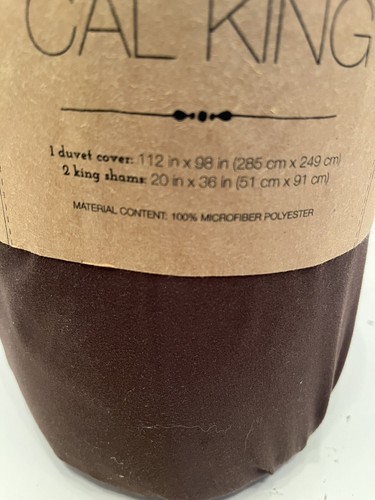 CAL KING
1 duvet cover: 112 in x 98 in (285 cm x 249 cm)
2 king shams: 20 in x 36 in (51 cm x 91 cm)
MATERIAL CONTENT: 100% MICROFIBER POLYESTER